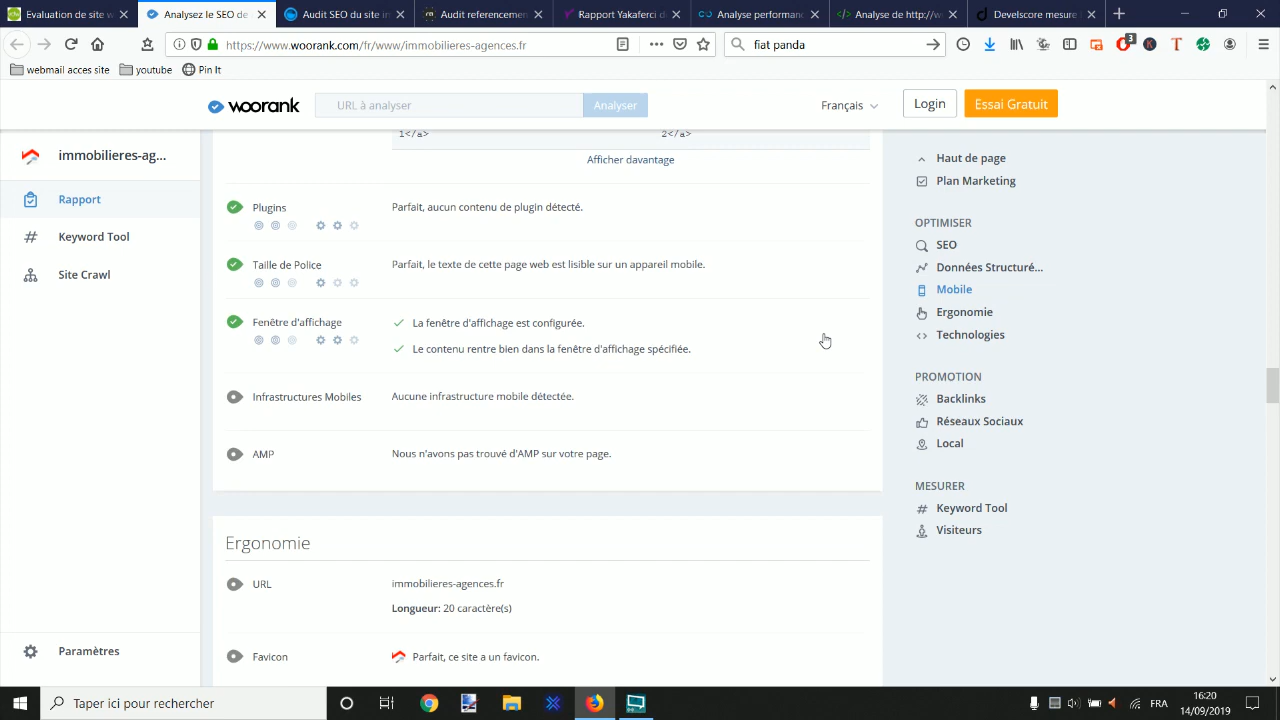 Evaluation de site w
Analysez le SEO de
Audit SEO du site in
Audit referencemen
Rapport Yakaferci d
Analyse performanc
Analyse de http://w
Develscore mesure
https://www.woorank.com/fr/www/immobilieres-agences.fr
fiat panda
3
webmail acces site
youtube
Pin It
woorank
URL à analyser
Analyser
Français
Login
Essai Gratuit
immobilieres-ag...
Rapport
Keyword Tool
Site Crawl
Paramètres
1</a>
2</a>
Afficher davantage
Plugins
Parfait, aucun contenu de plugin détecté.
Taille de Police
Parfait, le texte de cette page web est lisible sur un appareil mobile.
Fenêtre d'affichage
La fenêtre d'affichage est configurée.
Le contenu rentre bien dans la fenêtre d'affichage spécifiée.
Infrastructures Mobiles
Aucune infrastructure mobile détectée.
AMP
Nous n'avons pas trouvé d'AMP sur votre page.
Ergonomie
URL
immobilieres-agences.fr
Longueur: 20 caractère(s)
Favicon
Parfait, ce site a un favicon.
Haut de page
Plan Marketing
OPTIMISER
SEO
Données Structuré...
Mobile
Ergonomie
Technologies
PROMOTION
Backlinks
Réseaux Sociaux
Local
MESURER
Keyword Tool
Visiteurs
Taper ici pour rechercher
FRA
16:20
14/09/2019